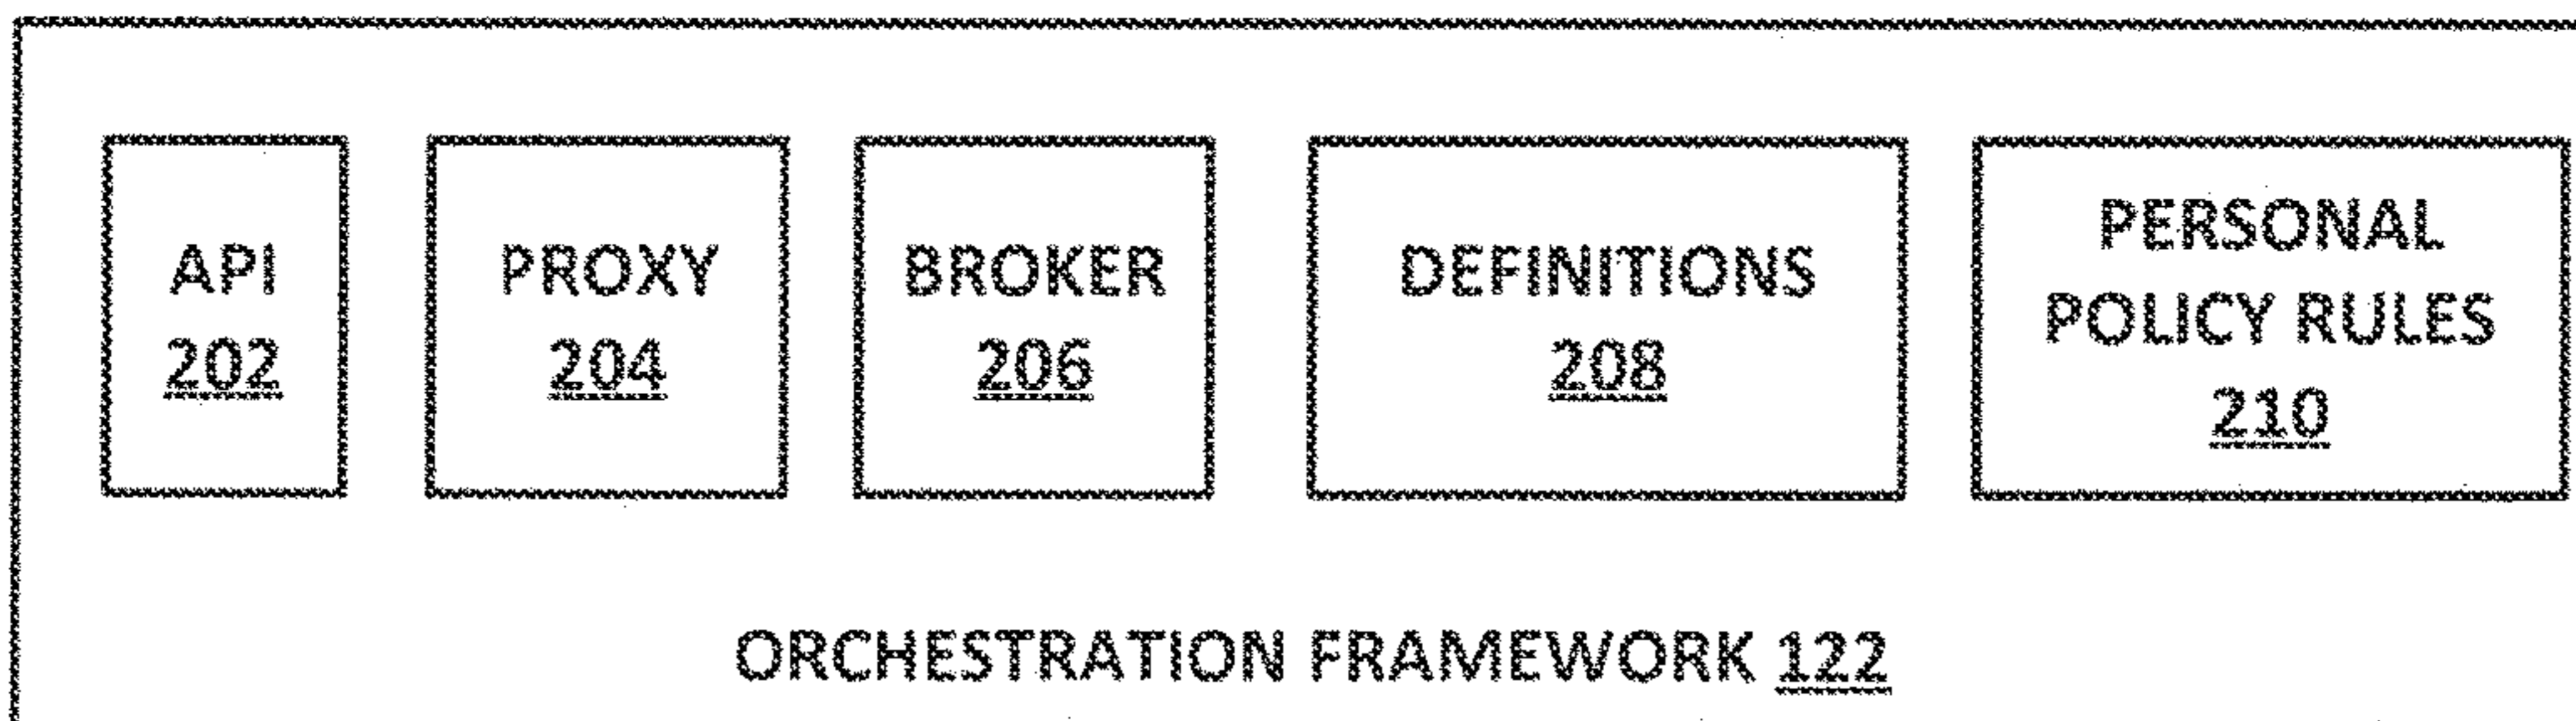 API
202
PROXY
204
BROKER
206
DEFINITIONS
208
PERSONAL
POLICY RULES
210
ORCHESTRATION FRAMEWORK 122